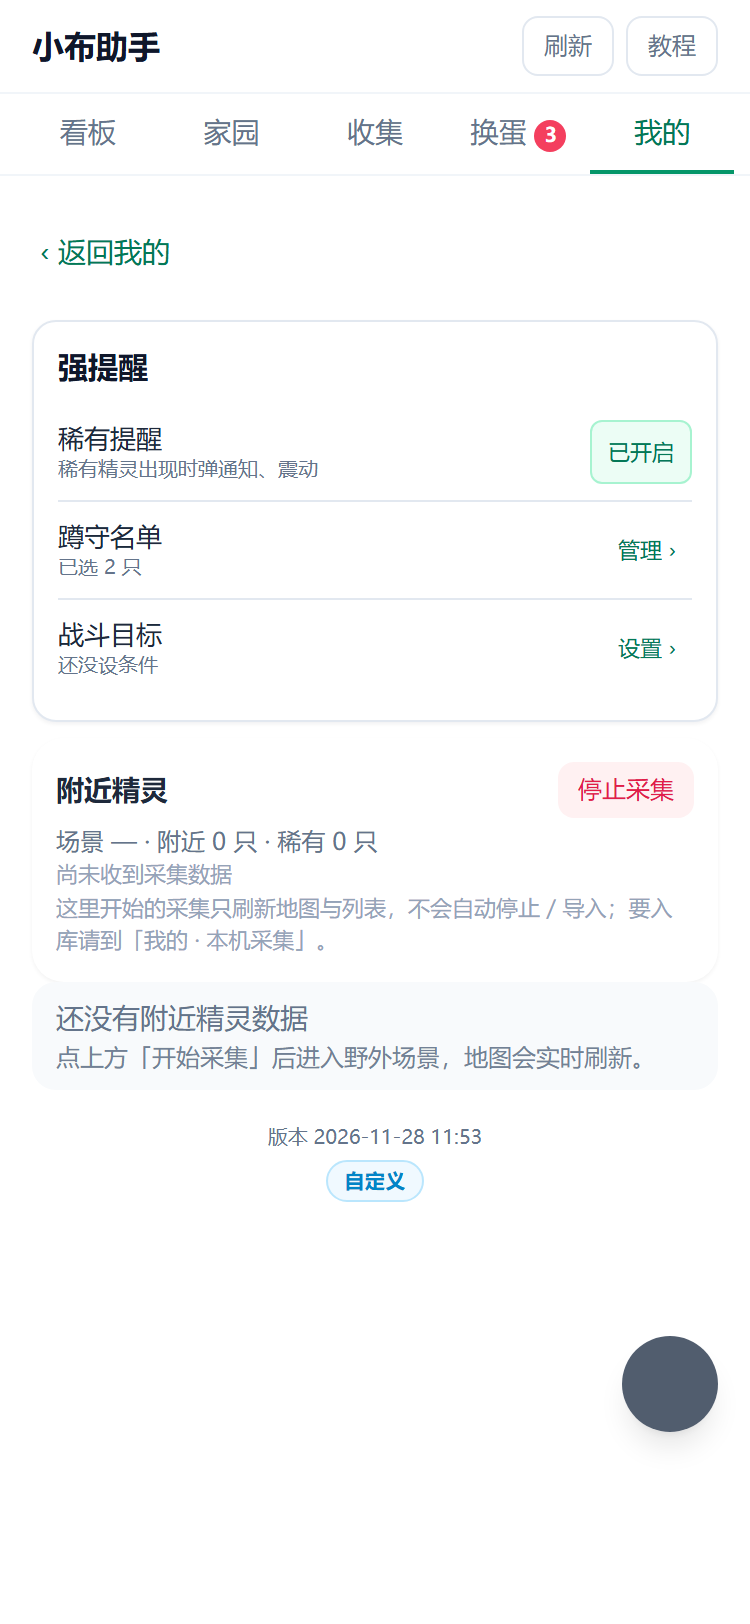 小布助手
刷新
教程
看板
家园
收集
换蛋 3
我的
‹ 返回我的
强提醒
稀有提醒
稀有精灵出现时弹通知、震动
已开启
蹲守名单
已选 2 只
管理 ›
战斗目标
还没设条件
设置 ›
附近精灵
停止采集
场景 — · 附近 0 只 · 稀有 0 只
尚未收到采集数据
这里开始的采集只刷新地图与列表，不会自动停止 / 导入；要入
库请到「我的 · 本机采集」。
还没有附近精灵数据
点上方「开始采集」后进入野外场景，地图会实时刷新。
版本 2026-11-28 11:53
自定义